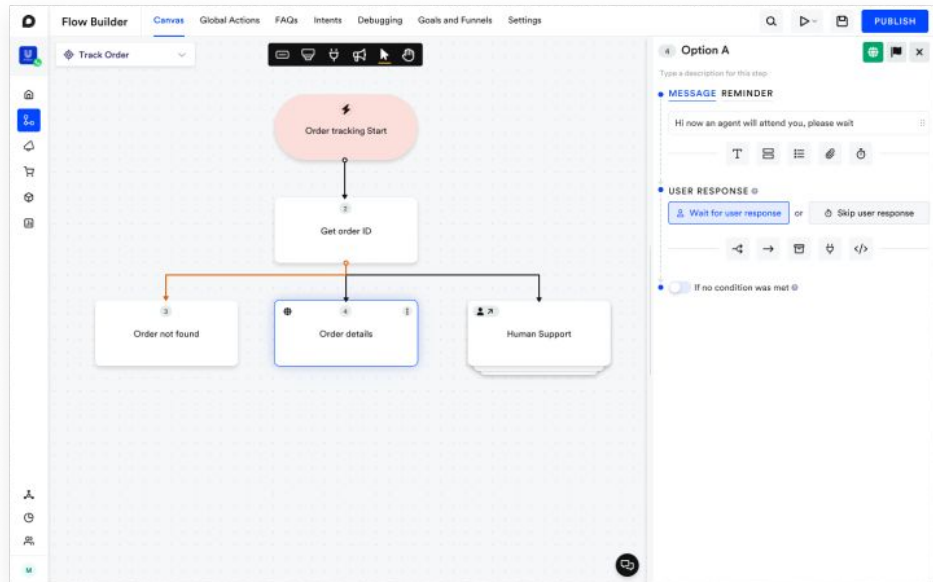 Flow Builder Canvas Global Actions FAQs Intents Debugging Goals and Funnels Settings PUBLISH
Track Order
Order tracking Start
2
Get order ID
3
Order not found
4
Order details
Human Support
M
4 Option A
Type a description for this step
MESSAGE REMINDER
Hi now an agent will attend you, please wait
USER RESPONSE
Wait for user response or Skip user response
If no condition was met